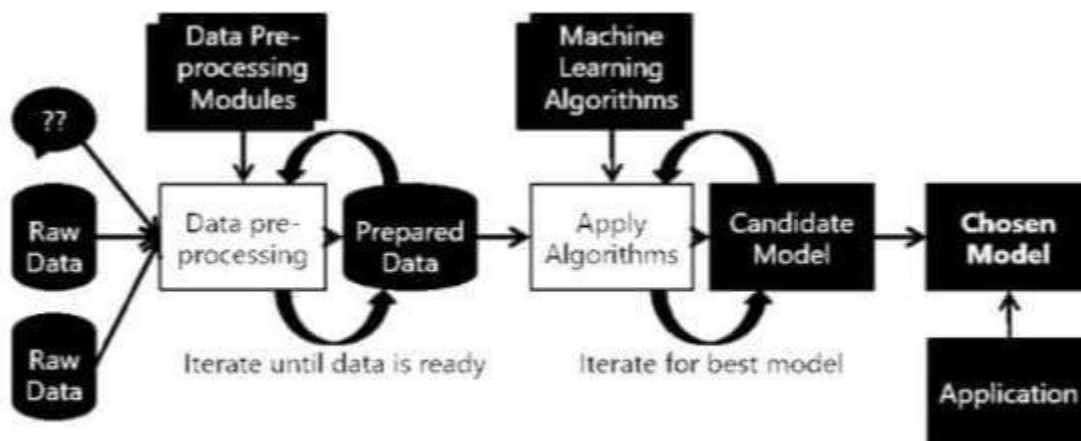 Data Pre-
processing
Modules
Machine
Learning
Algorithms
??
Raw
Data
Data pre-
processing
Prepared
Data
Apply
Algorithms
Candidate
Model
Chosen
Model
Raw
Data
Iterate until data is ready
Iterate for best model
Application